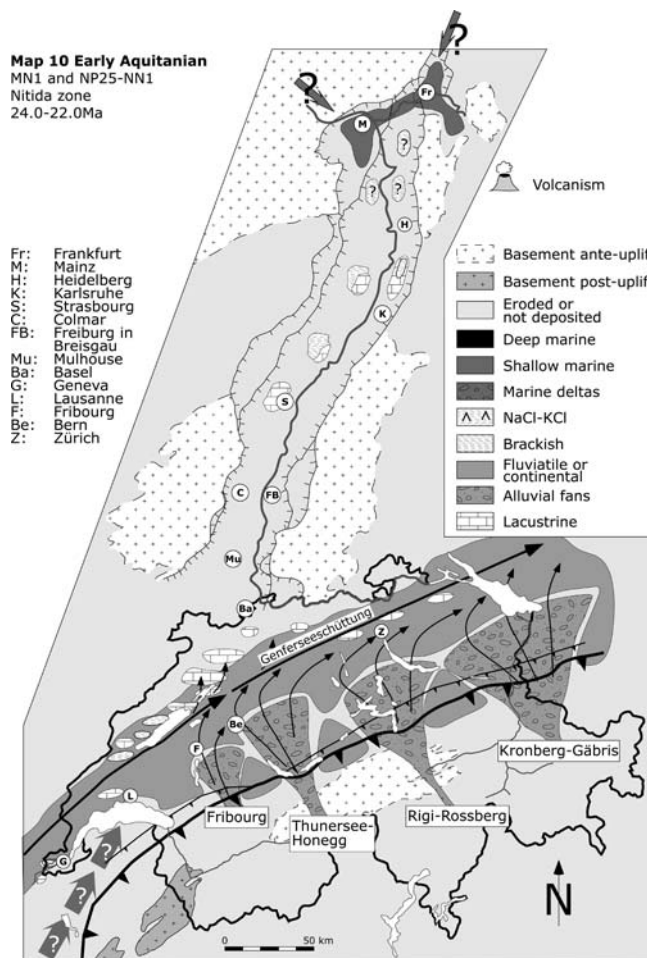 Map 10 Early Aquitanian
MN1 and NP25-NN1
Nitida zone
24.0-22.0Ma
?
?
Fr
M
?
?
?
H
K
S
C
FB
Mu
Ba
Volcanism
Fr: Frankfurt
M: Mainz
H: Heidelberg
K: Karlsruhe
S: Strasbourg
C: Colmar
FB: Freiburg in
Breisgau
Mu: Mulhouse
Ba: Basel
G: Geneva
L: Lausanne
F: Fribourg
Be: Bern
Z: Zürich
Basement ante-uplif
Basement post-uplif
Eroded or
not deposited
Deep marine
Shallow marine
Marine deltas
NaCl-KCl
Brackish
Fluviatile or
continental
Alluvial fans
Lacustrine
Genferseeschüttung
Z
Be
F
L
G
?
?
?
Kronberg-Gäbris
Rigi-Rossberg
Thunersee-
Honegg
Fribourg
N
0 50 km